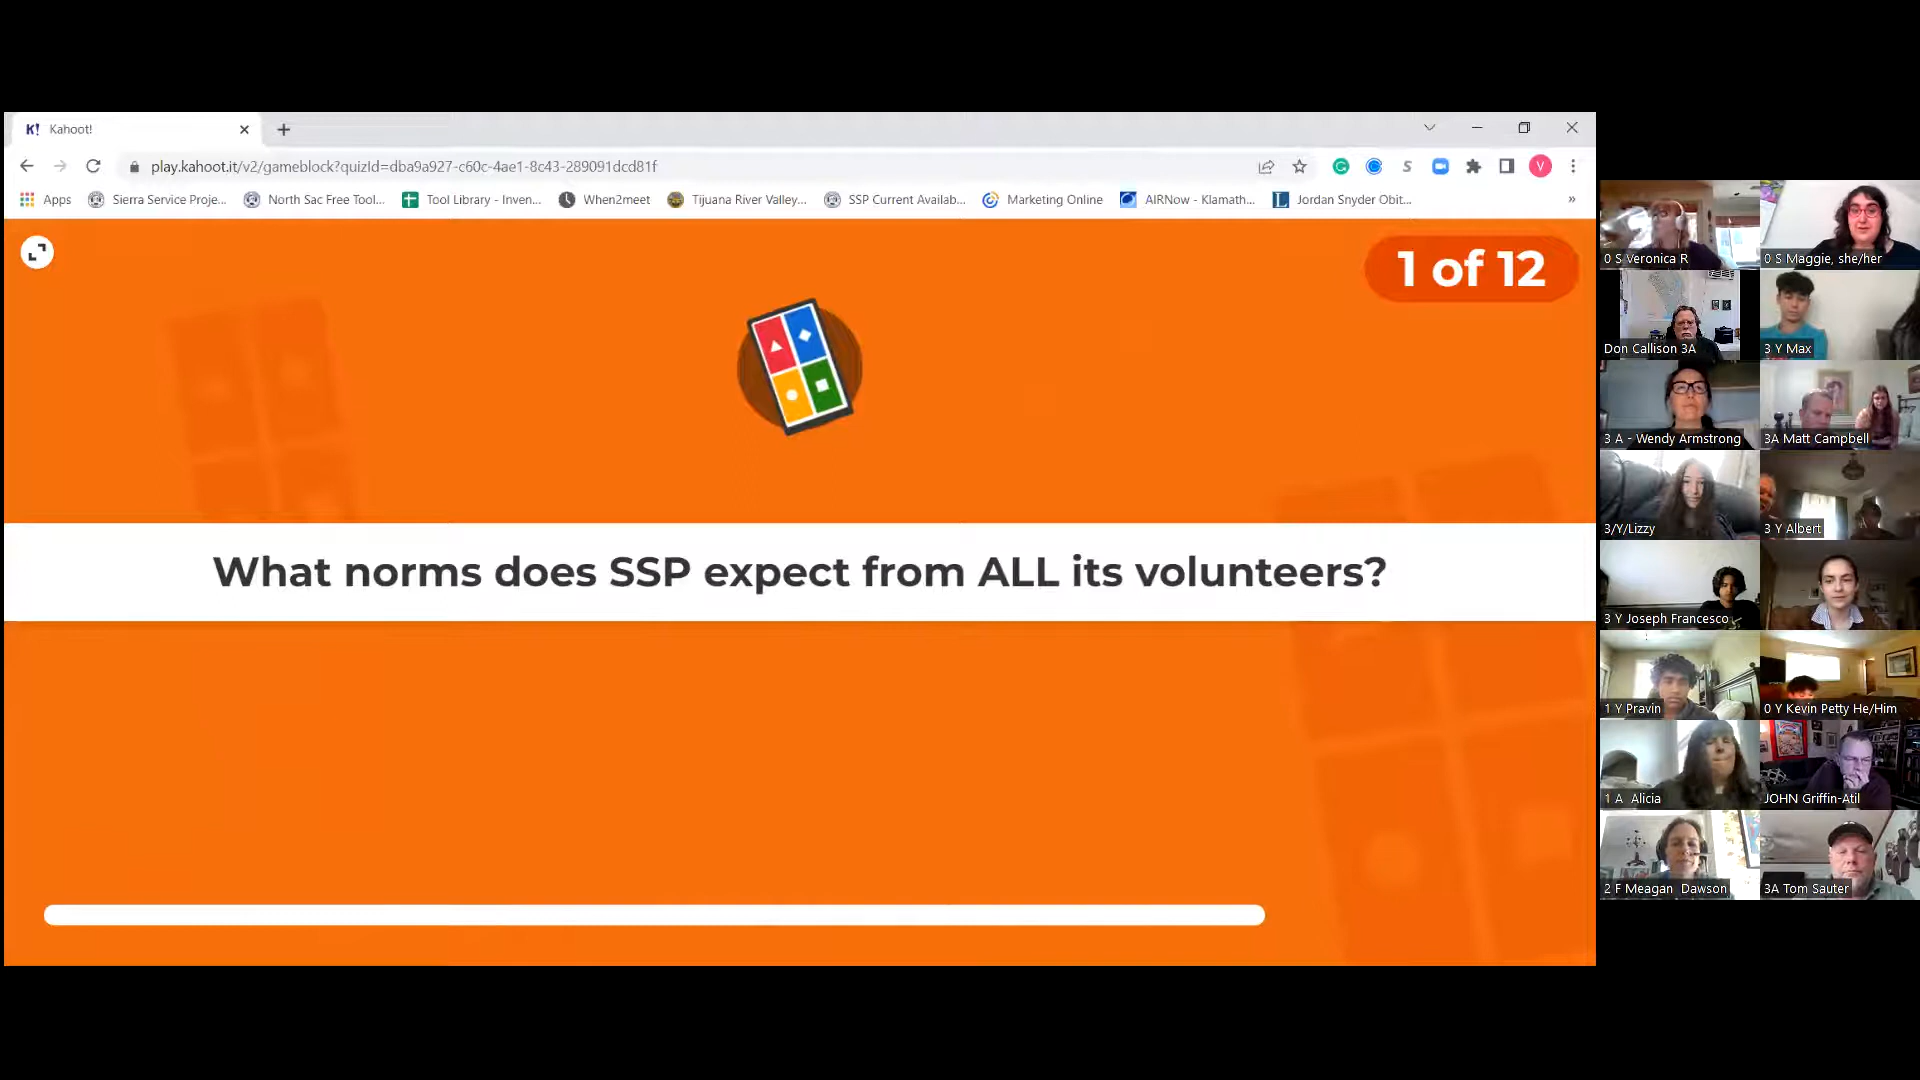 K! Kahoot!
play.kahoot.it/v2/gameblock?quizId=dba9a927-c60c-4ae1-8c43-289091dcd81f
V
Apps
Sierra Service Proje...
North Sac Free Tool...
Tool Library - Inven...
When2meet
Tijuana River Valley...
SSP Current Availab...
Marketing Online
AIRNow - Klamath...
Jordan Snyder Obit...
»
1 of 12
What norms does SSP expect from ALL its volunteers?
0 S Veronica R
0 S Maggie, she/her
Don Callison 3A
3 Y Max
3 A - Wendy Armstrong
3A Matt Campbell
3/Y/Lizzy
3 Y Albert
3 Y Joseph Francesco
1 Y Pravin
0 Y Kevin Petty He/Him
1 A Alicia
JOHN Griffin-Atil
2 F Meagan Dawson
3A Tom Sauter